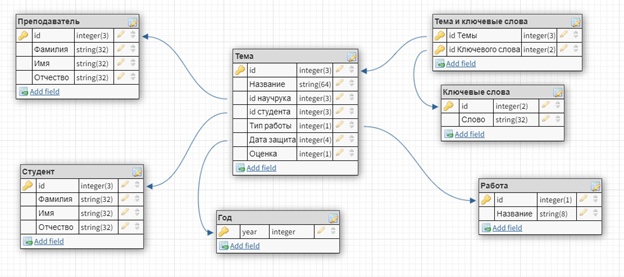 Преподаватель
id integer(3)
Фамилия string(32)
Имя string(32)
Отчество string(32)
Add field
Тема
id integer(3)
Название string(64)
id научрука integer(3)
id студента integer(3)
Тип работы integer(1)
Дата защита integer(4)
Оценка integer(1)
Add field
Тема и ключевые слова
id Темы integer(3)
id Ключевого слова integer(2)
Add field
Ключевые слова
id integer(2)
Слово string(32)
Add field
Студент
id integer(3)
Фамилия string(32)
Имя string(32)
Отчество string(32)
Add field
Год
year integer
Add field
Работа
id integer(1)
Название string(8)
Add field